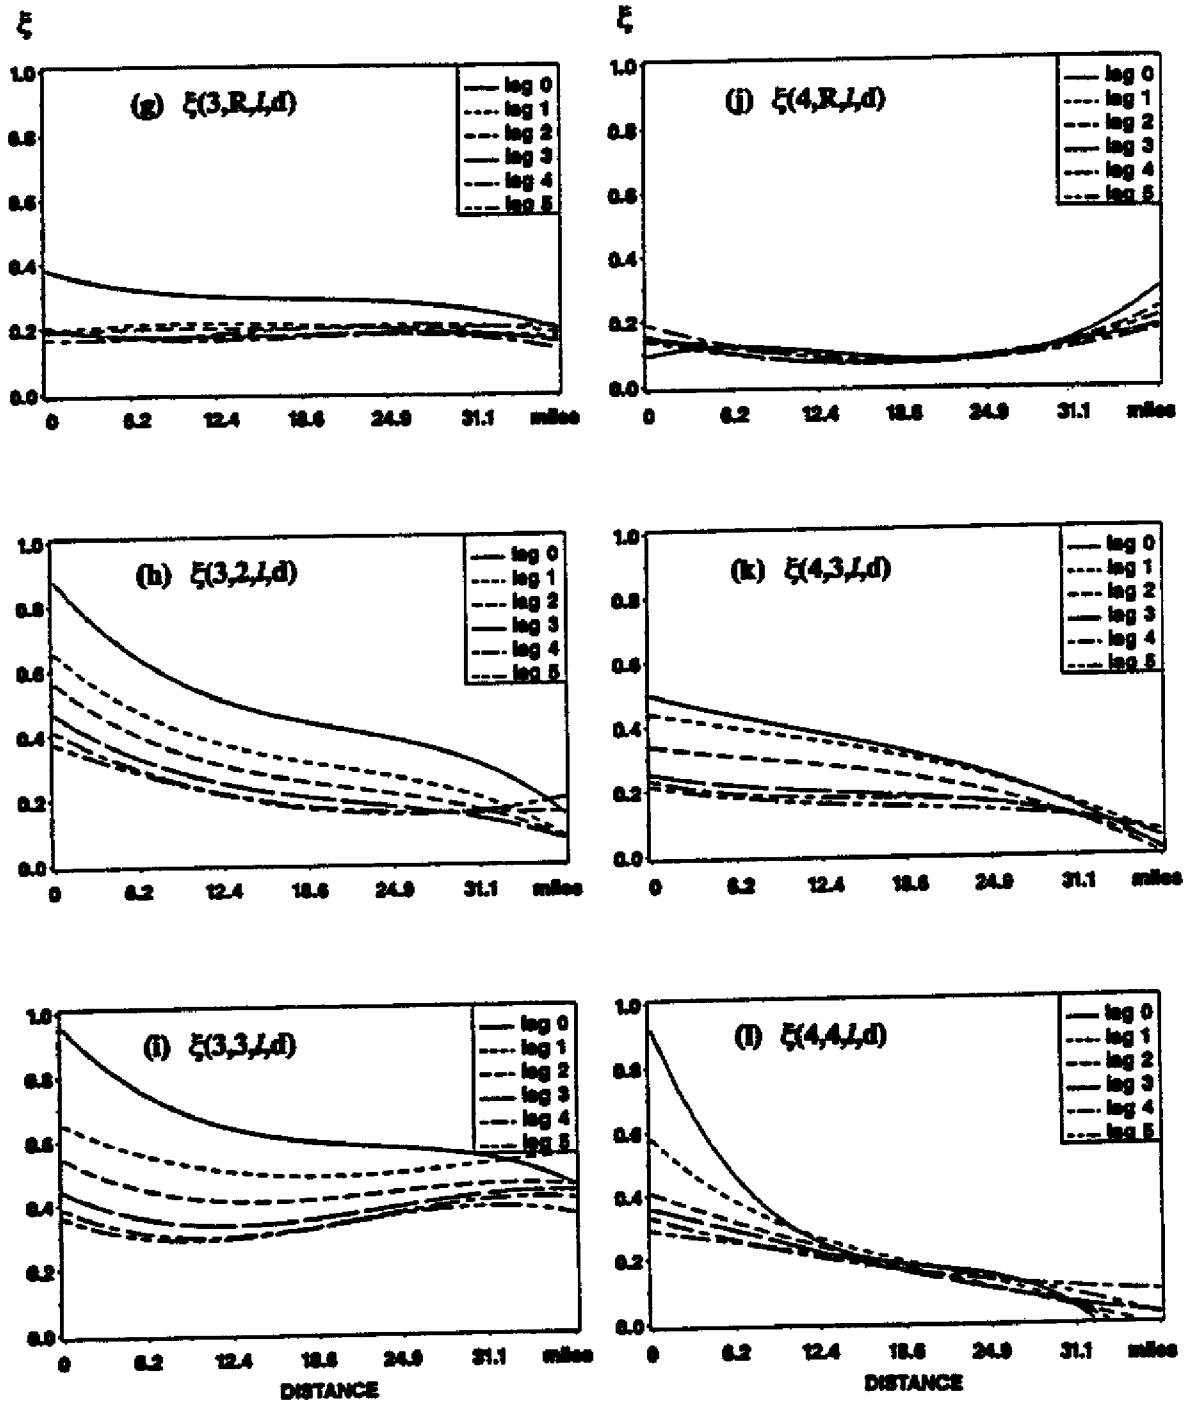 ξ
1.0
0.8
0.6
0.4
0.2
0.0
(g) ξ(3,R,l,d)
lag 0
lag 1
lag 2
lag 3
lag 4
lag 5
0 6.2 12.4 18.6 24.9 31.1 miles
ξ
1.0
0.8
0.6
0.4
0.2
0.0
(j) ξ(4,R,l,d)
lag 0
lag 1
lag 2
lag 3
lag 4
lag 5
0 6.2 12.4 18.6 24.9 31.1 miles
1.0
0.8
0.6
0.4
0.2
0.0
(h) ξ(3,2,l,d)
lag 0
lag 1
lag 2
lag 3
lag 4
lag 5
0 6.2 12.4 18.6 24.9 31.1 miles
1.0
0.8
0.6
0.4
0.2
0.0
(k) ξ(4,3,l,d)
lag 0
lag 1
lag 2
lag 3
lag 4
lag 5
0 6.2 12.4 18.6 24.9 31.1 miles
1.0
0.8
0.6
0.4
0.2
0.0
(i) ξ(3,3,l,d)
lag 0
lag 1
lag 2
lag 3
lag 4
lag 5
0 6.2 12.4 18.6 24.9 31.1 miles
DISTANCE
1.0
0.8
0.6
0.4
0.2
0.0
(l) ξ(4,4,l,d)
lag 0
lag 1
lag 2
lag 3
lag 4
lag 5
0 6.2 12.4 18.6 24.9 31.1 miles
DISTANCE